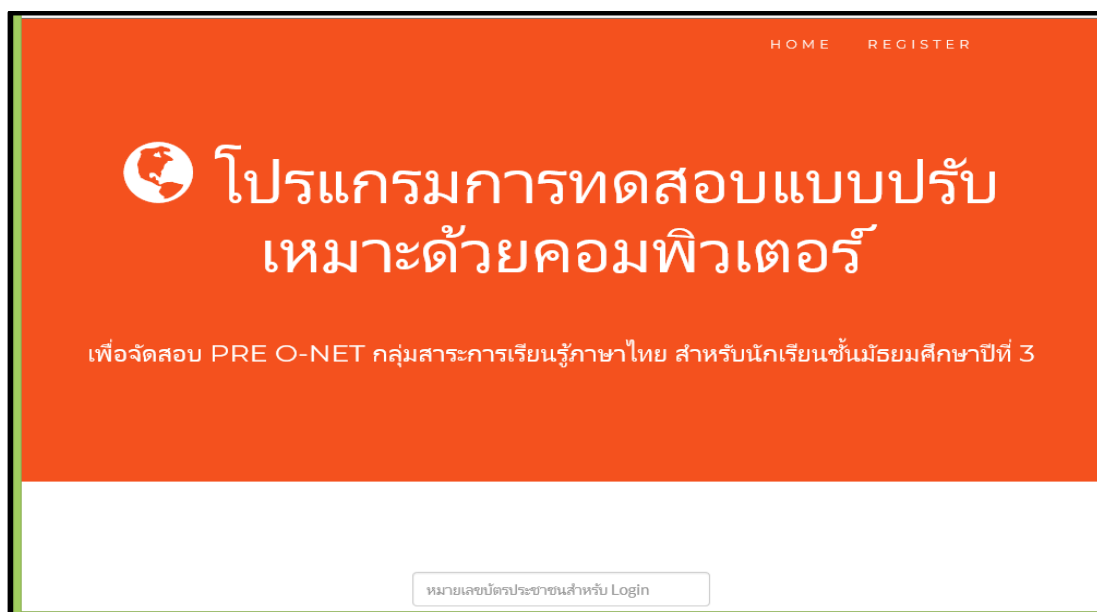 HOME REGISTER
โปรแกรมการทดสอบแบบปรับ
เหมาะด้วยคอมพิวเตอร์
เพื่อจัดสอบ PRE O-NET กลุ่มสาระการเรียนรู้ภาษาไทย สำหรับนักเรียนชั้นมัธยมศึกษาปีที่ 3
หมายเลขบัตรประชาชนสำหรับ Login